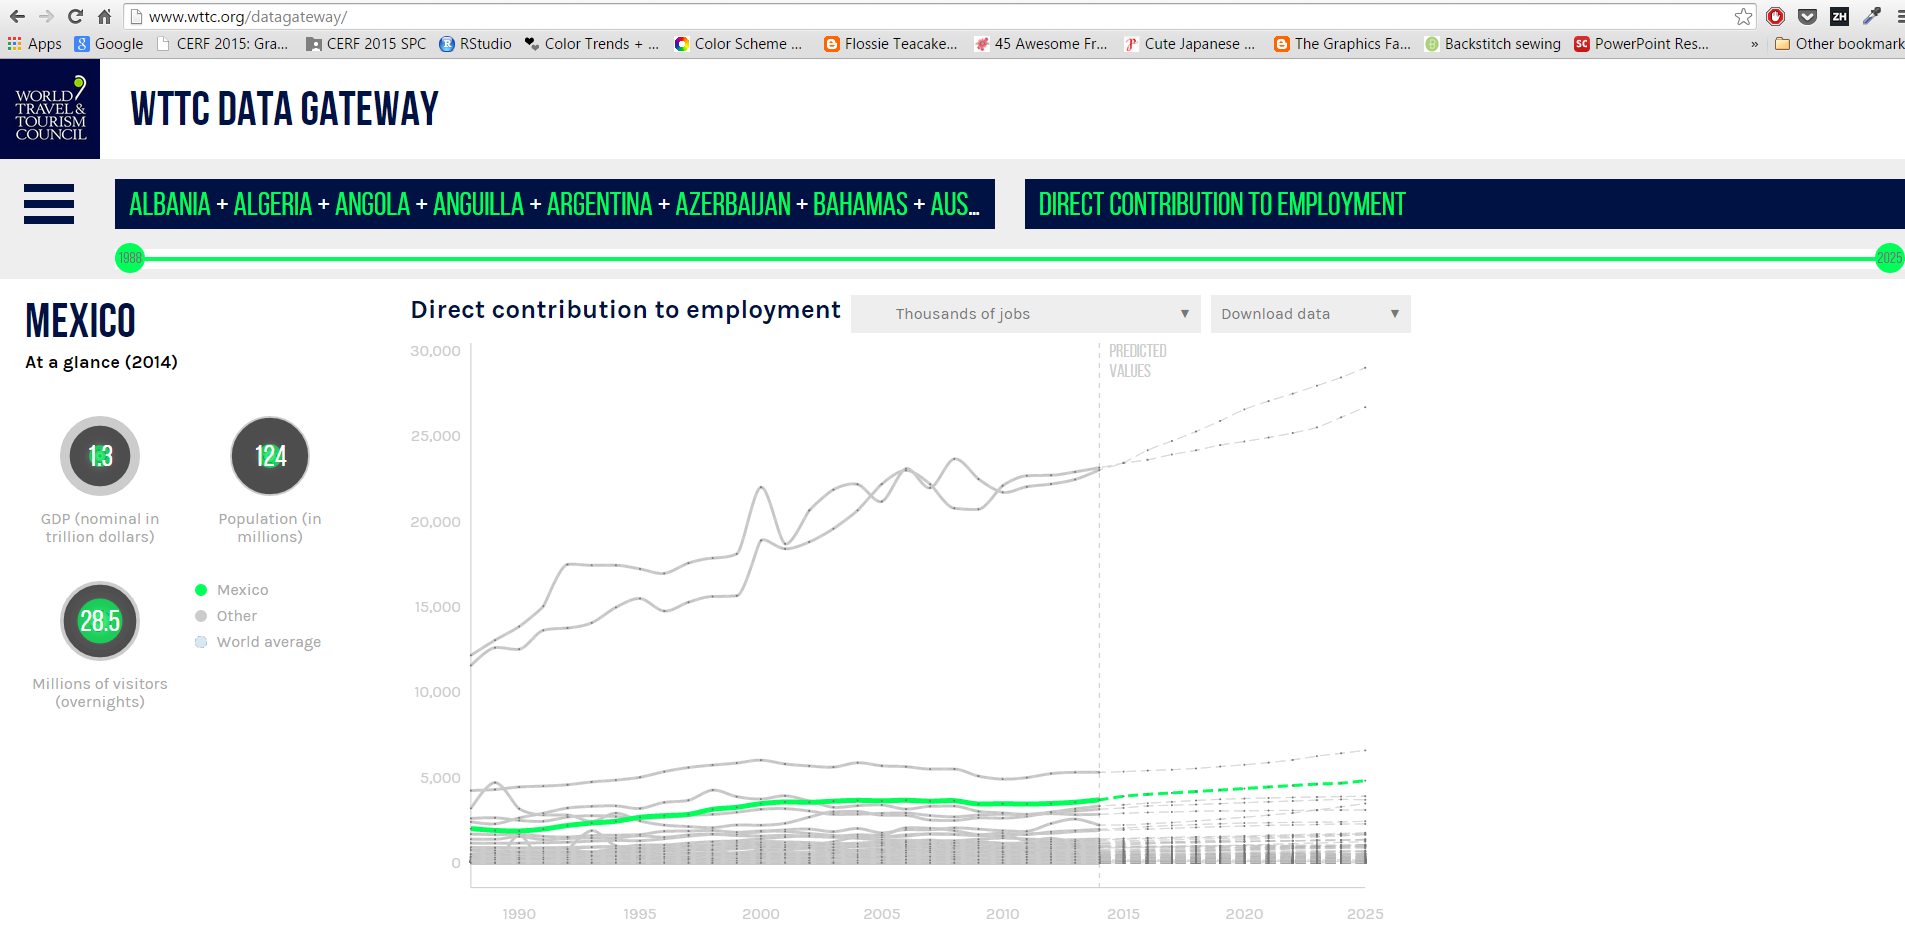 www.wttc.org/datagateway/
Apps Google CERF 2015: Gra... CERF 2015 SPC RStudio Color Trends + ... Color Scheme ... Flossie Teacake... 45 Awesome Fr... Cute Japanese ... The Graphics Fa... Backstitch sewing PowerPoint Res... » Other bookmark
ZH
SC
WORLD
TRAVEL &
TOURISM
COUNCIL
WTTC DATA GATEWAY
ALBANIA + ALGERIA + ANGOLA + ANGUILLA + ARGENTINA + AZERBAIJAN + BAHAMAS + AUS...
DIRECT CONTRIBUTION TO EMPLOYMENT
1988
2025
MEXICO
At a glance (2014)
1.3
GDP (nominal in
trillion dollars)
124
Population (in
millions)
28.5
Millions of visitors
(overnights)
Mexico
Other
World average
Direct contribution to employment
Thousands of jobs
Download data
PREDICTED
VALUES
30,000
25,000
20,000
15,000
10,000
5,000
0
1990 1995 2000 2005 2010 2015 2020 2025